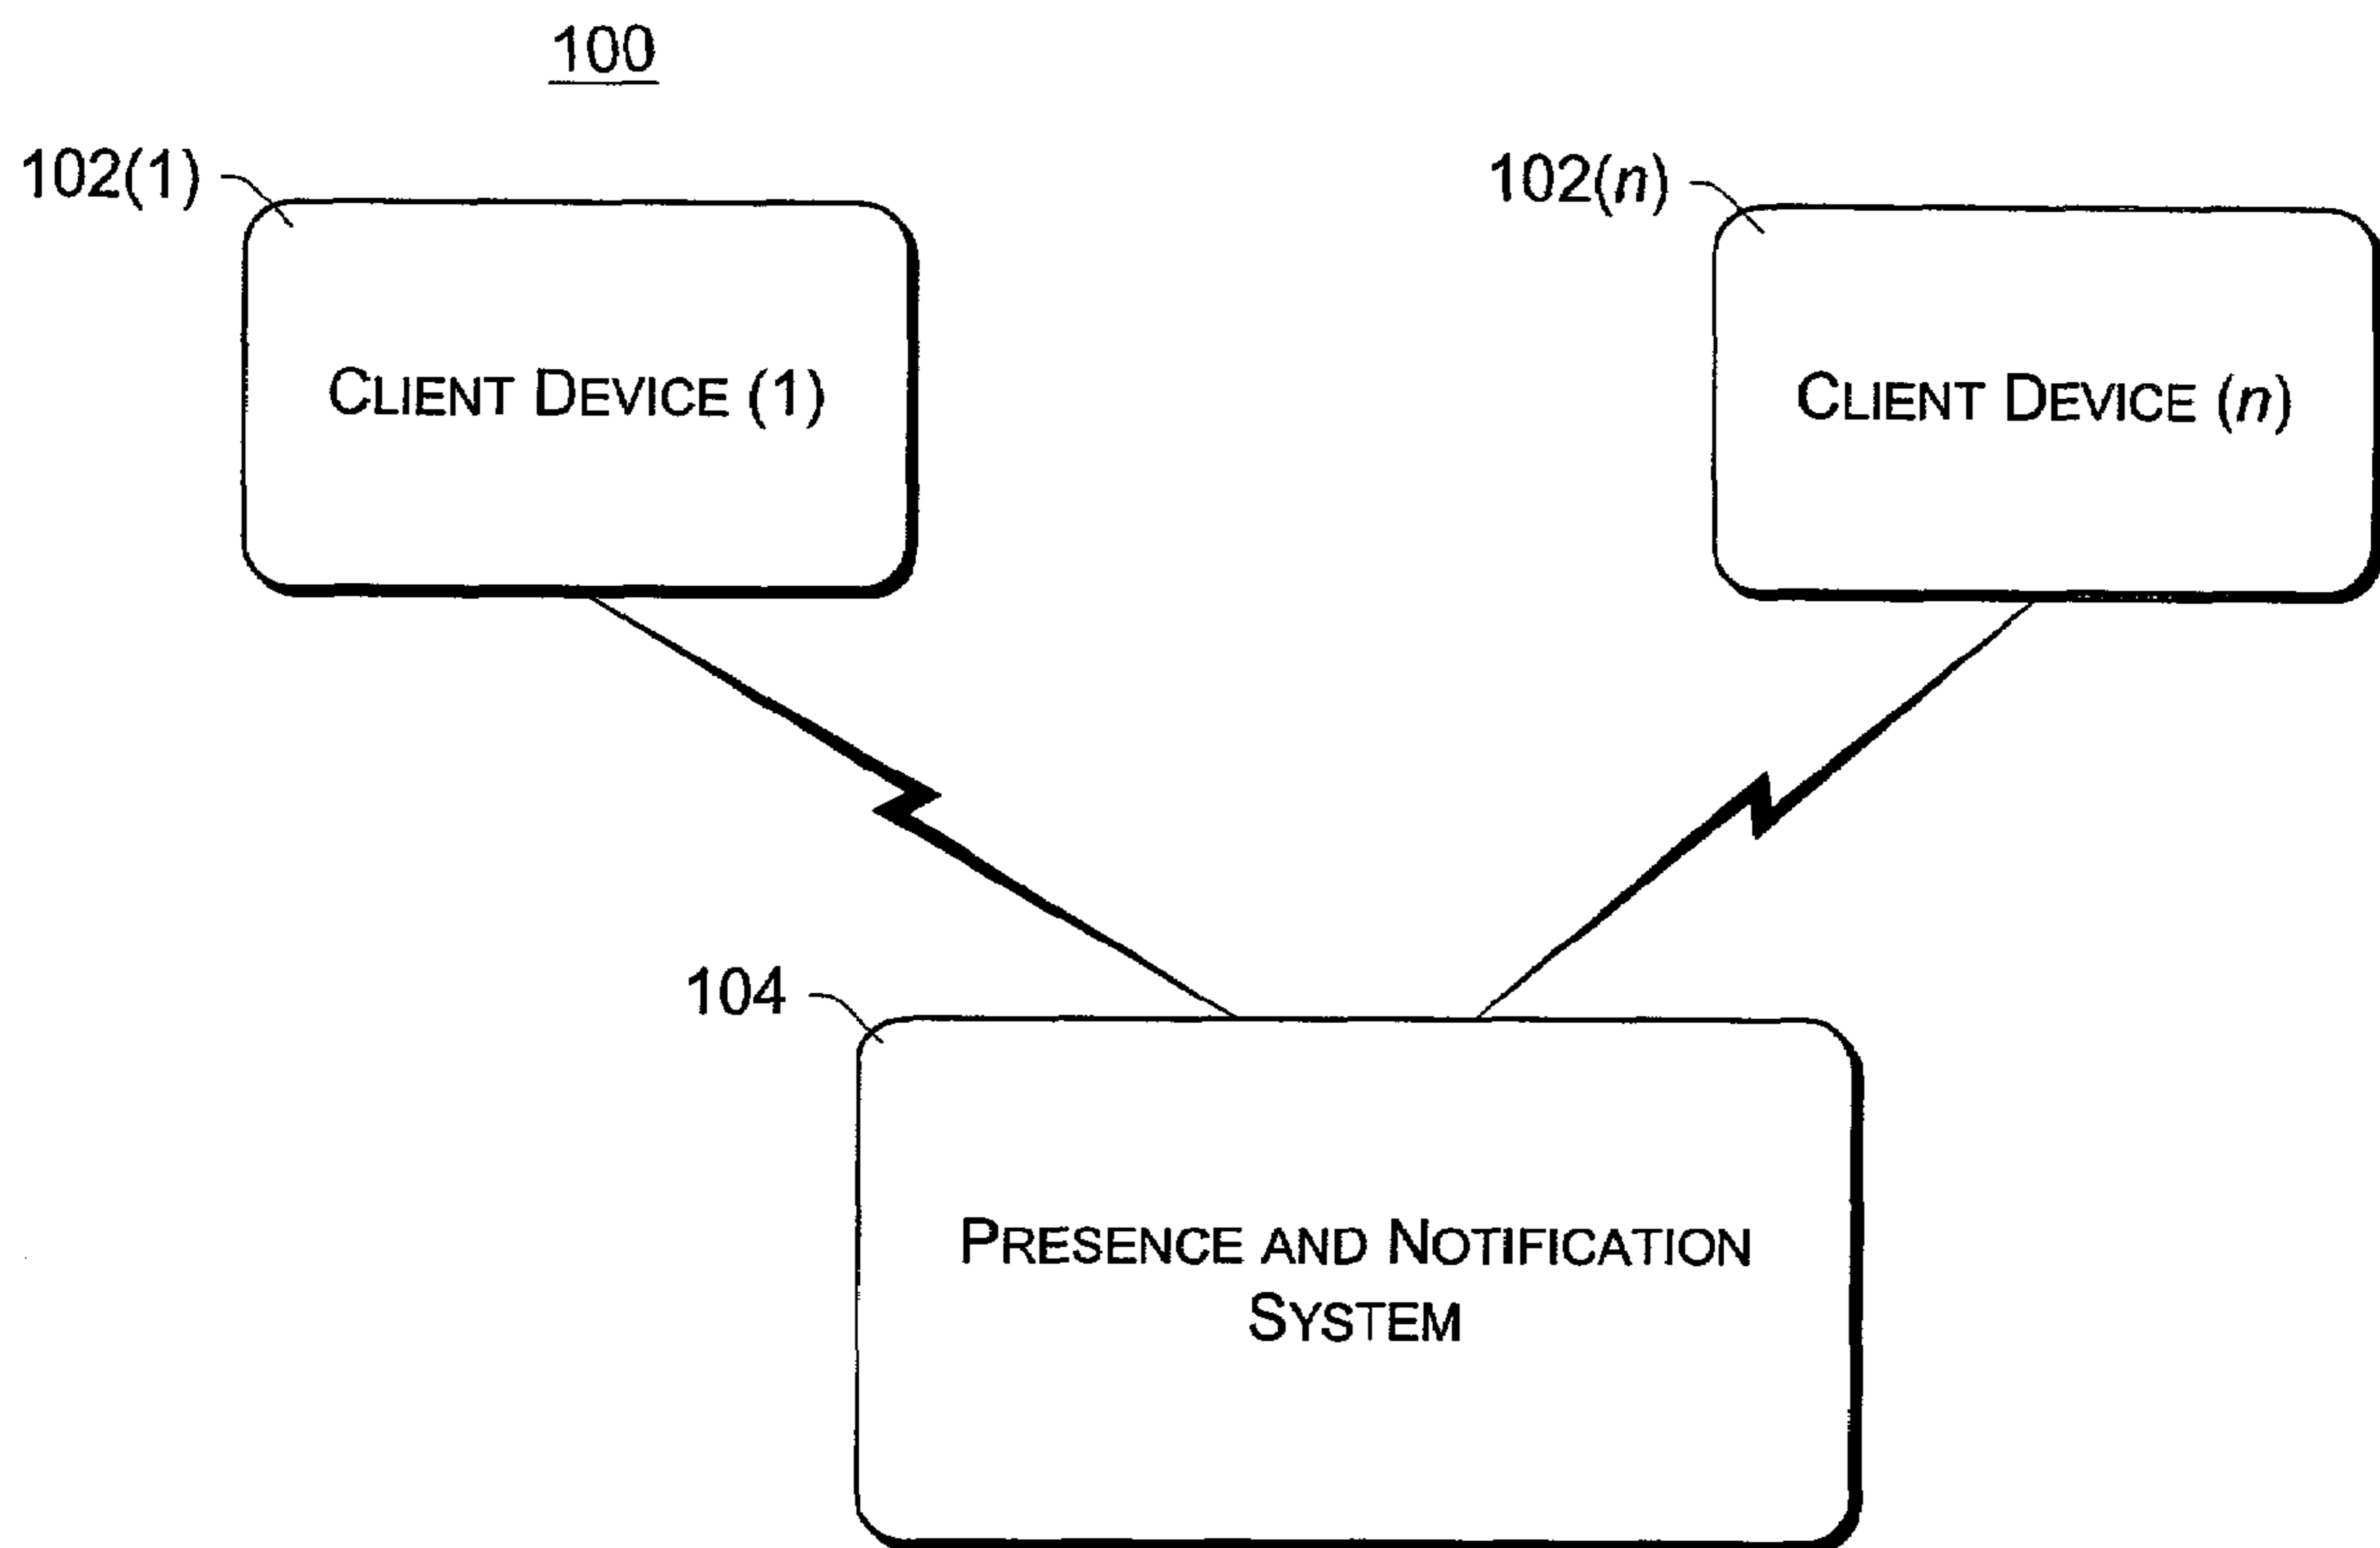 100
102(1)
102(n)
CLIENT DEVICE (1)
CLIENT DEVICE (n)
104
PRESENCE AND NOTIFICATION
SYSTEM